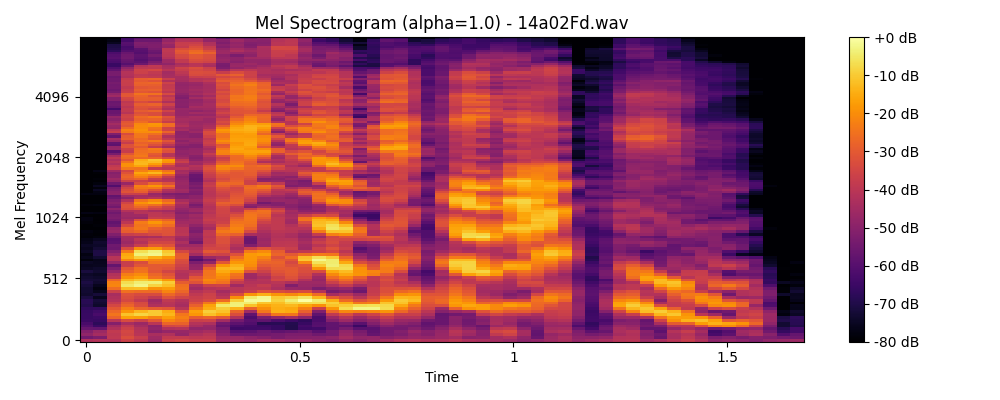 Mel Spectrogram (alpha=1.0) - 14a02Fd.wav
Mel Frequency
4096
2048
1024
512
0
0
0.5
1
1.5
Time
+0 dB
-10 dB
-20 dB
-30 dB
-40 dB
-50 dB
-60 dB
-70 dB
-80 dB